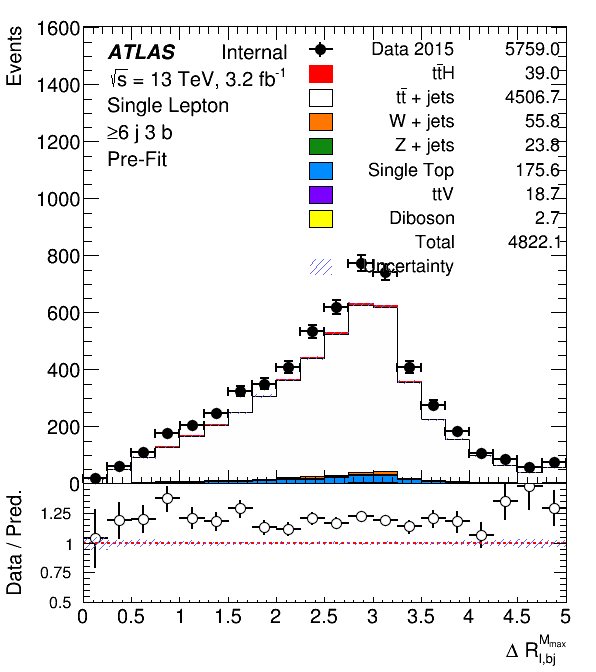 Events
1600
1400
1200
1000
800
600
400
200
0
ATLAS Internal
√s = 13 TeV, 3.2 fb⁻¹
Single Lepton
≥6 j 3 b
Pre-Fit
Data 2015 5759.0
tt̄H 39.0
tt̄ + jets 4506.7
W + jets 55.8
Z + jets 23.8
Single Top 175.6
ttV 18.7
Diboson 2.7
Total 4822.1
Uncertainty
Data / Pred.
1.25
1
0.75
0.5
0 0.5 1 1.5 2 2.5 3 3.5 4 4.5 5
Δ R_{l,bj}^{M_{max}}